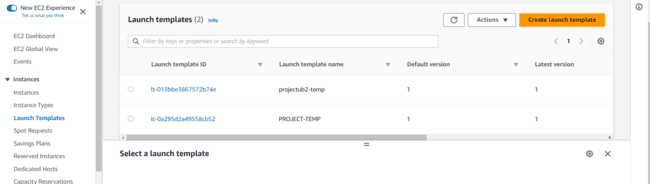 New EC2 Experience
Tell us what you think
EC2 Dashboard
EC2 Global View
Events
Instances
Instances
Instance Types
Launch Templates
Spot Requests
Savings Plans
Reserved Instances
Dedicated Hosts
Capacity Reservations
Launch templates (2) Info
Actions
Create launch template
Filter by tags or properties or search by keyword
1
Launch template ID Launch template name Default version Latest version
lt-013bbe3867572b74e projectub2-temp 1 1
lt-0a295d2a49558cb52 PROJECT-TEMP 1 1
Select a launch template